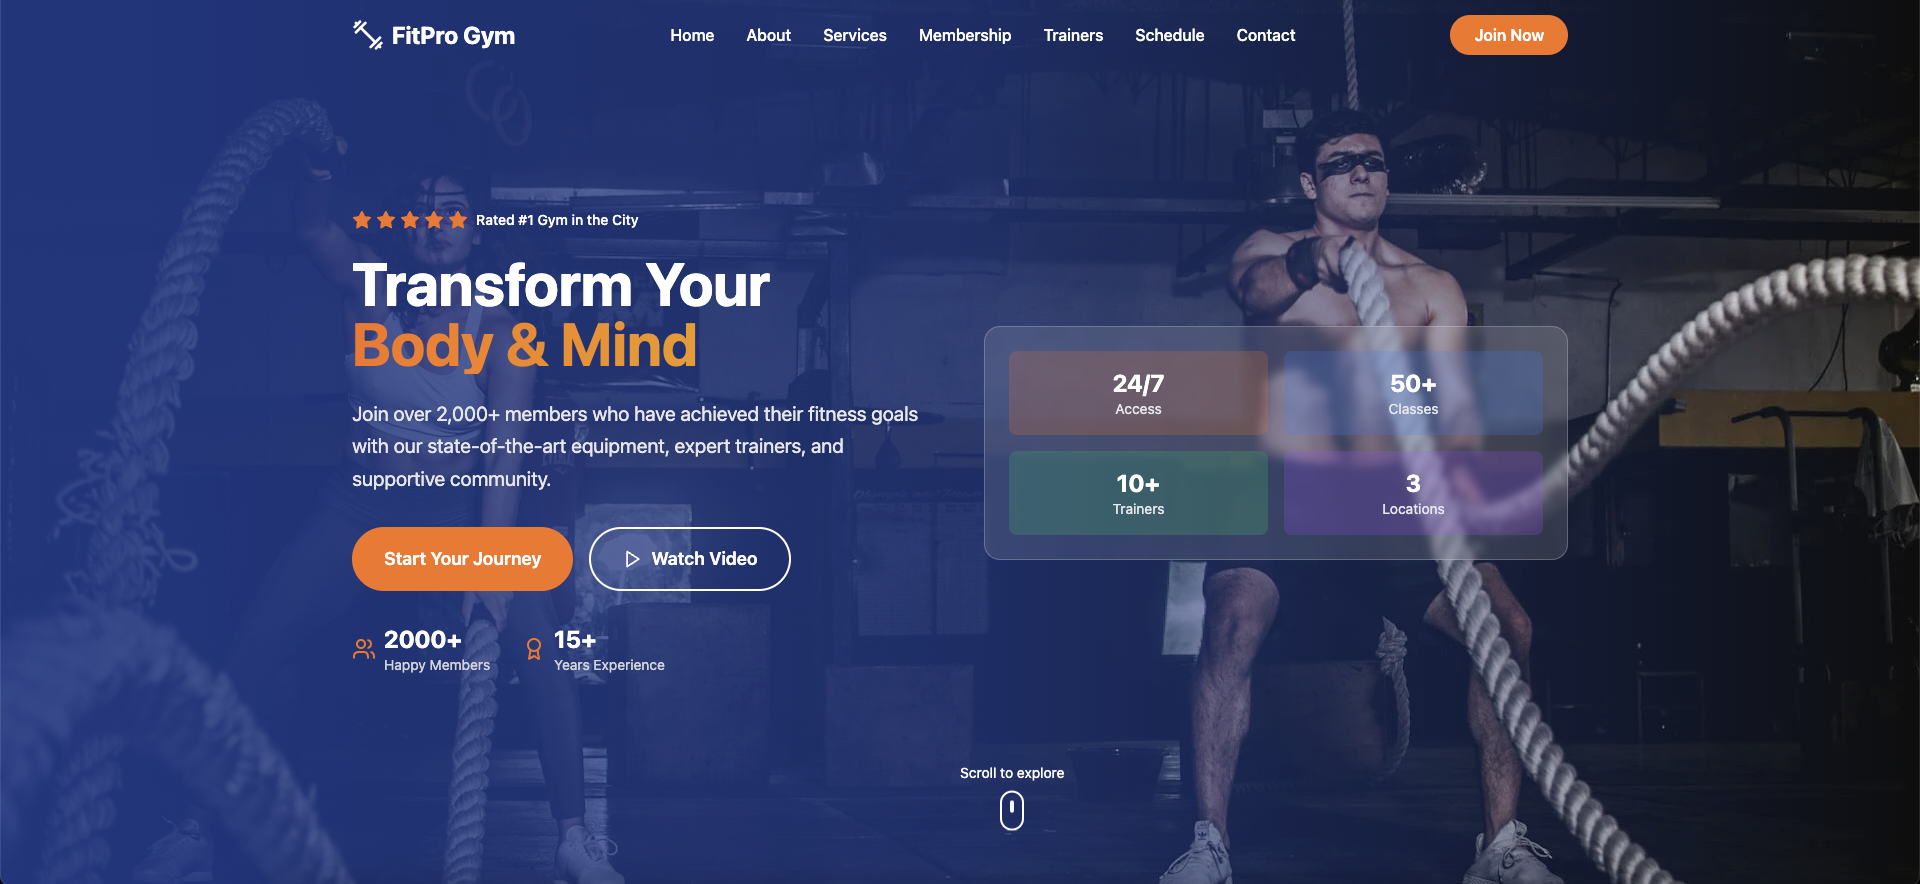 FitPro Gym
Home
About
Services
Membership
Trainers
Schedule
Contact
Join Now
Rated #1 Gym in the City
Transform Your
Body & Mind
Join over 2,000+ members who have achieved their fitness goals
with our state-of-the-art equipment, expert trainers, and
supportive community.
Start Your Journey
Watch Video
2000+
Happy Members
15+
Years Experience
24/7
Access
50+
Classes
10+
Trainers
3
Locations
Scroll to explore